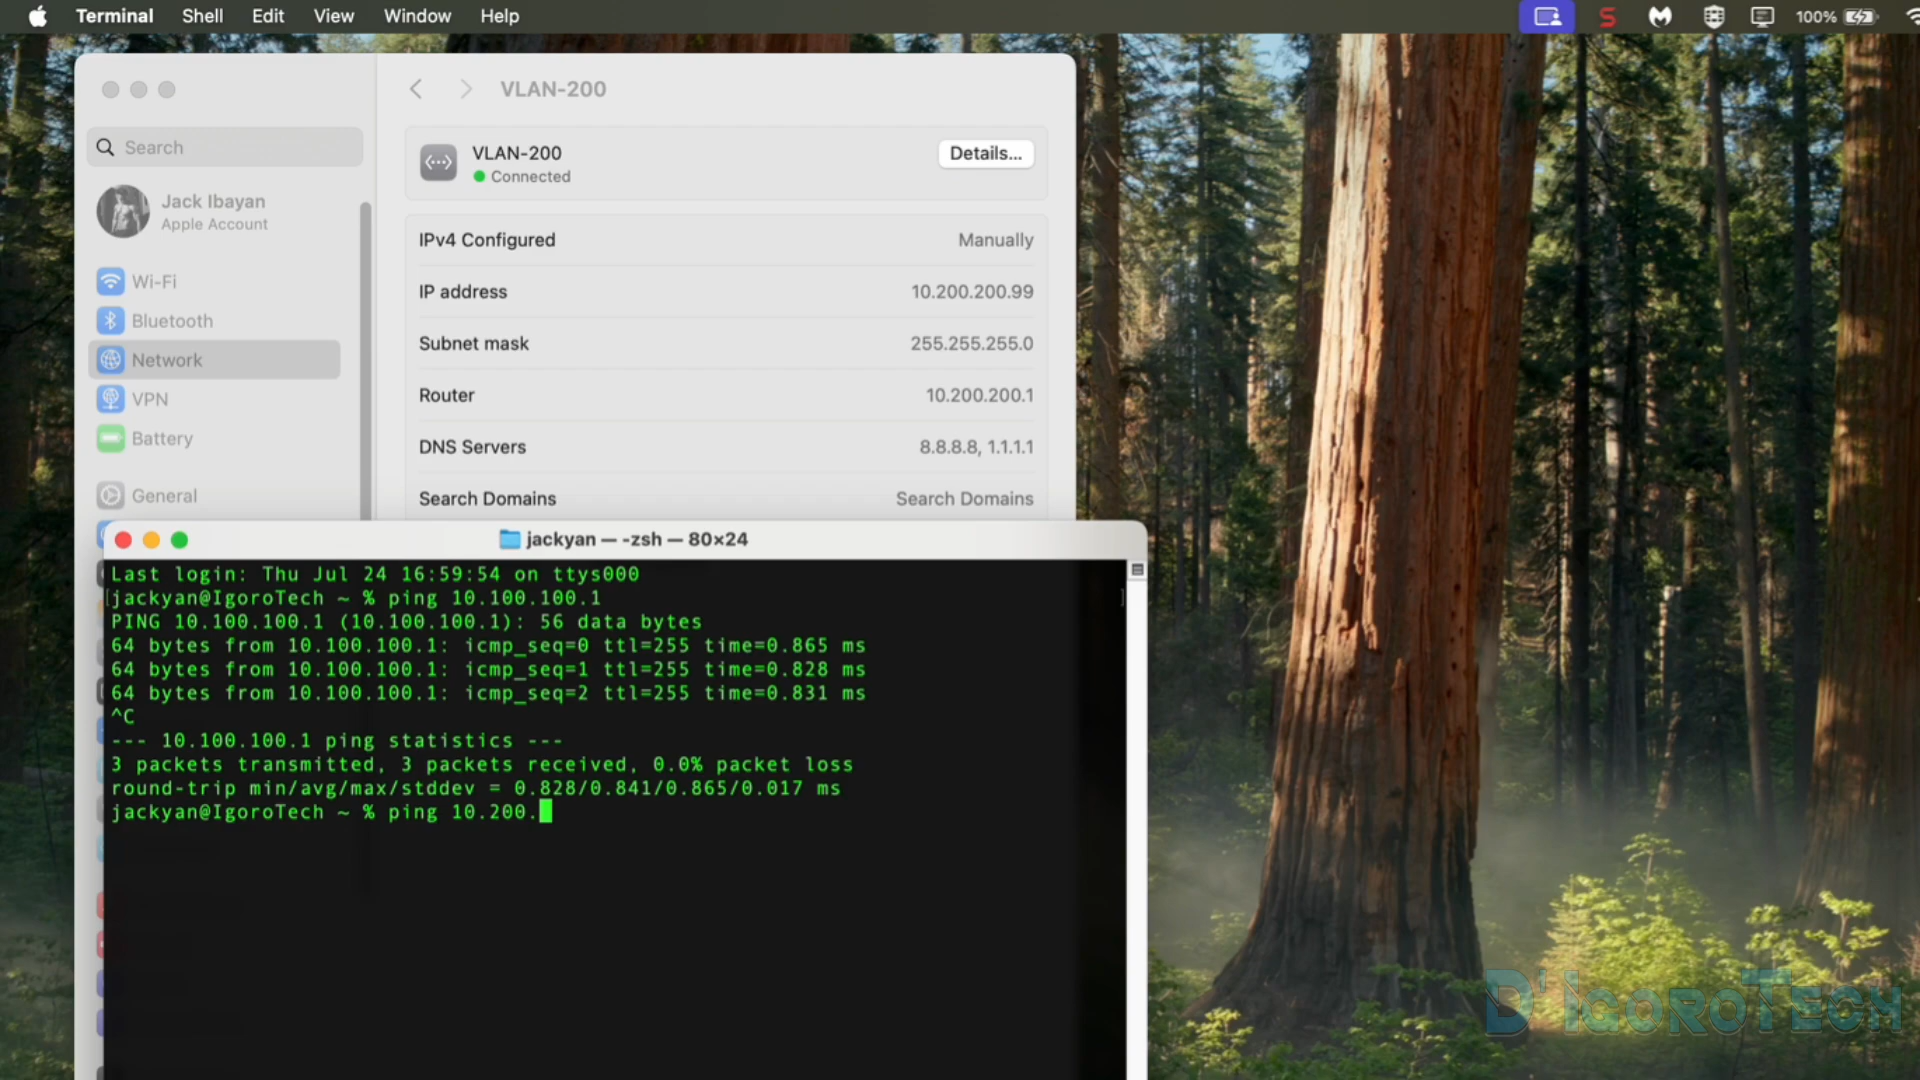 Terminal Shell Edit View Window Help
100%
VLAN-200
Search
VLAN-200
Connected
Details...
Jack Ibayan
Apple Account
Wi-Fi
Bluetooth
Network
VPN
Battery
General
IPv4 Configured Manually
IP address 10.200.200.99
Subnet mask 255.255.255.0
Router 10.200.200.1
DNS Servers 8.8.8.8, 1.1.1.1
Search Domains Search Domains
jackyan — -zsh — 80×24
Last login: Thu Jul 24 16:59:54 on ttys000
[jackyan@IgoroTech ~ % ping 10.100.100.1 ]
PING 10.100.100.1 (10.100.100.1): 56 data bytes
64 bytes from 10.100.100.1: icmp_seq=0 ttl=255 time=0.865 ms
64 bytes from 10.100.100.1: icmp_seq=1 ttl=255 time=0.828 ms
64 bytes from 10.100.100.1: icmp_seq=2 ttl=255 time=0.831 ms
^C
--- 10.100.100.1 ping statistics ---
3 packets transmitted, 3 packets received, 0.0% packet loss
round-trip min/avg/max/stddev = 0.828/0.841/0.865/0.017 ms
jackyan@IgoroTech ~ % ping 10.200.
D'IgoroTech